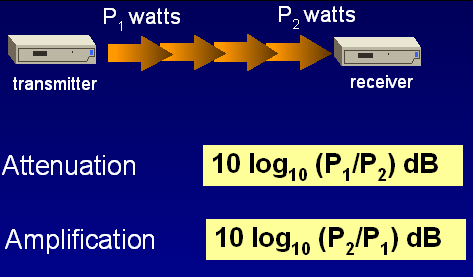 P₁ watts P₂ watts
transmitter receiver
Attenuation 10 log₁₀ (P₁/P₂) dB
Amplification 10 log₁₀ (P₂/P₁) dB